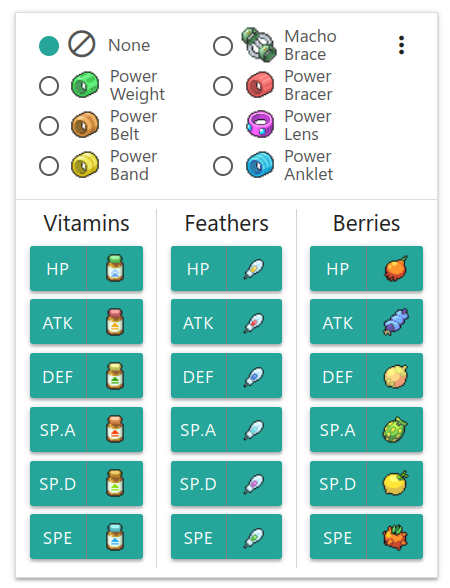 None
Macho
Brace
Power
Weight
Power
Bracer
Power
Belt
Power
Lens
Power
Band
Power
Anklet
Vitamins
Feathers
Berries
HP
HP
HP
ATK
ATK
ATK
DEF
DEF
DEF
SP.A
SP.A
SP.A
SP.D
SP.D
SP.D
SPE
SPE
SPE